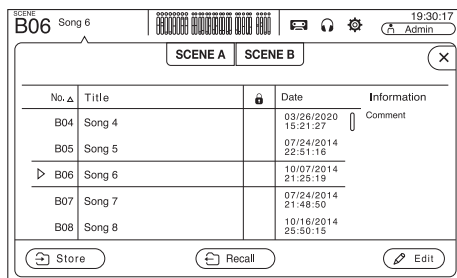 SCENE
B06 Song 6
19:30:17
Admin
SCENE A SCENE B
No. Title Date Information
B04 Song 4 03/26/2020 15:21:27 Comment
B05 Song 5 07/24/2014 22:51:16
B06 Song 6 10/07/2014 21:25:19
B07 Song 7 07/24/2014 21:48:50
B08 Song 8 10/16/2014 25:50:15
Store Recall Edit